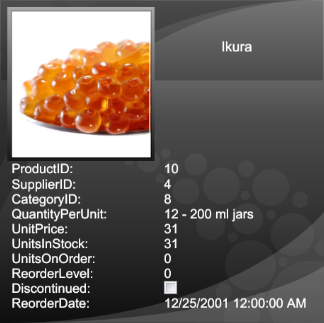 Ikura
ProductID: 10
SupplierID: 4
CategoryID: 8
QuantityPerUnit: 12 - 200 ml jars
UnitPrice: 31
UnitsInStock: 31
UnitsOnOrder: 0
ReorderLevel: 0
Discontinued:
ReorderDate: 12/25/2001 12:00:00 AM